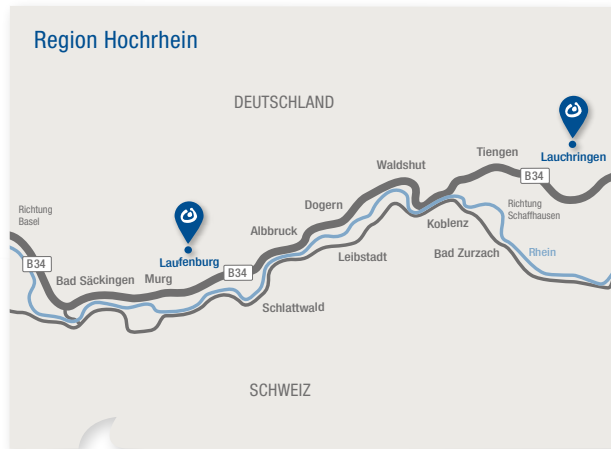 Region Hochrhein
DEUTSCHLAND
Lauchringen
Tiengen
B34
Waldshut
Richtung
Schaffhausen
Dogern
Koblenz
Richtung
Basel
Albbruck
Bad Zurzach
Rhein
Leibstadt
Laufenburg
B34
B34
Bad Säckingen
Murg
Schlattwald
SCHWEIZ